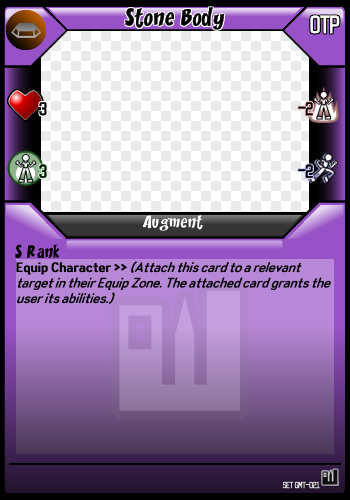 Stone Body
OTP
3
-2
3
-2
Augment
S Rank
Equip Character >> (Attach this card to a relevant
target in their Equip Zone. The attached card grants the
user its abilities.)
SET GMT-021